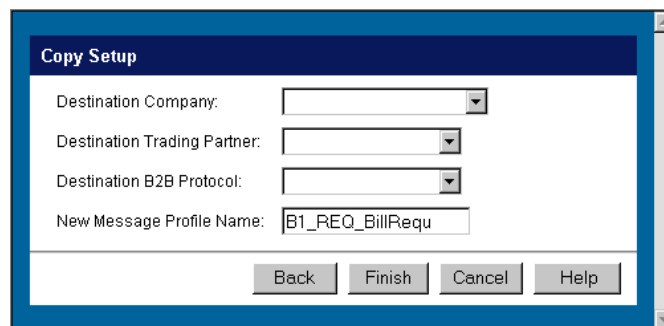 Copy Setup
Destination Company:
Destination Trading Partner:
Destination B2B Protocol:
New Message Profile Name: B1_REQ_BillRequ
Back Finish Cancel Help